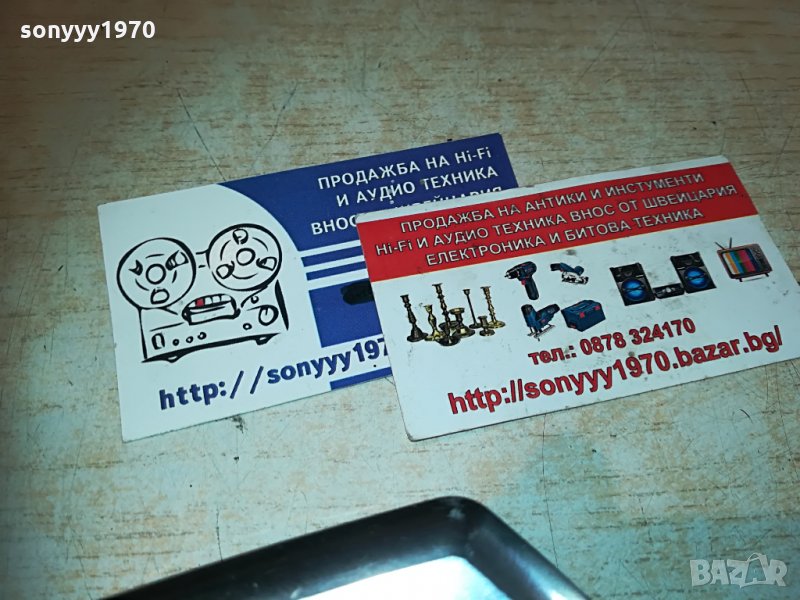 sonyyy1970
ПРОДАЖБА НА Hi-Fi
И АУДИО ТЕХНИКА
ВНОС
http://sonyyy197
ПРОДАЖБА НА АНТИКИ И ИНСТУМЕНТИ
Hi-Fi И АУДИО ТЕХНИКА ВНОС ОТ ШВЕЙЦАРИЯ
ЕЛЕКТРОНИКА И БИТОВА ТЕХНИКА
тел.: 0878 324170
http://sonyyy1970.bazar.bg/
BAZAR